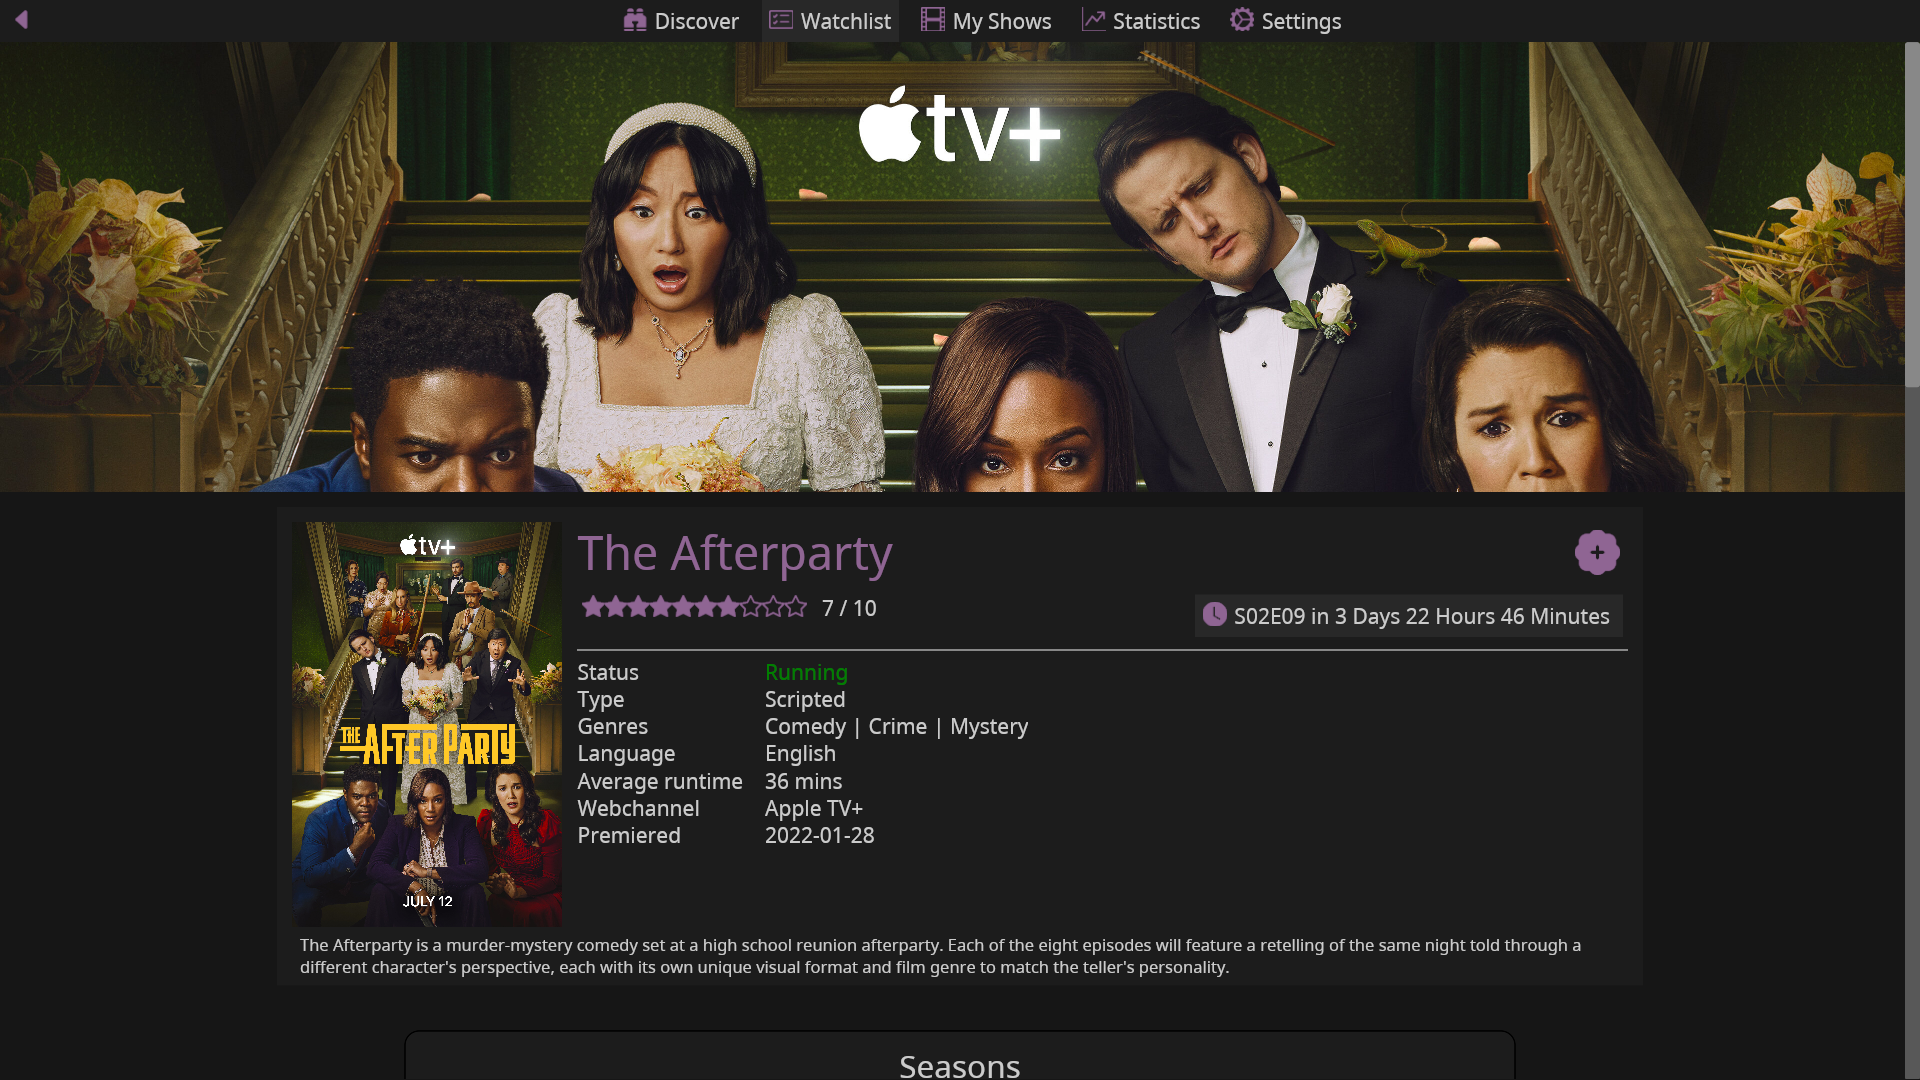 Discover Watchlist My Shows Statistics Settings
tv+
tv+
THE AFTERPARTY
JULY 12
The Afterparty
7 / 10
S02E09 in 3 Days 22 Hours 46 Minutes
Status Running
Type Scripted
Genres Comedy | Crime | Mystery
Language English
Average runtime 36 mins
Webchannel Apple TV+
Premiered 2022-01-28
The Afterparty is a murder-mystery comedy set at a high school reunion afterparty. Each of the eight episodes will feature a retelling of the same night told through a
different character's perspective, each with its own unique visual format and film genre to match the teller's personality.
Seasons